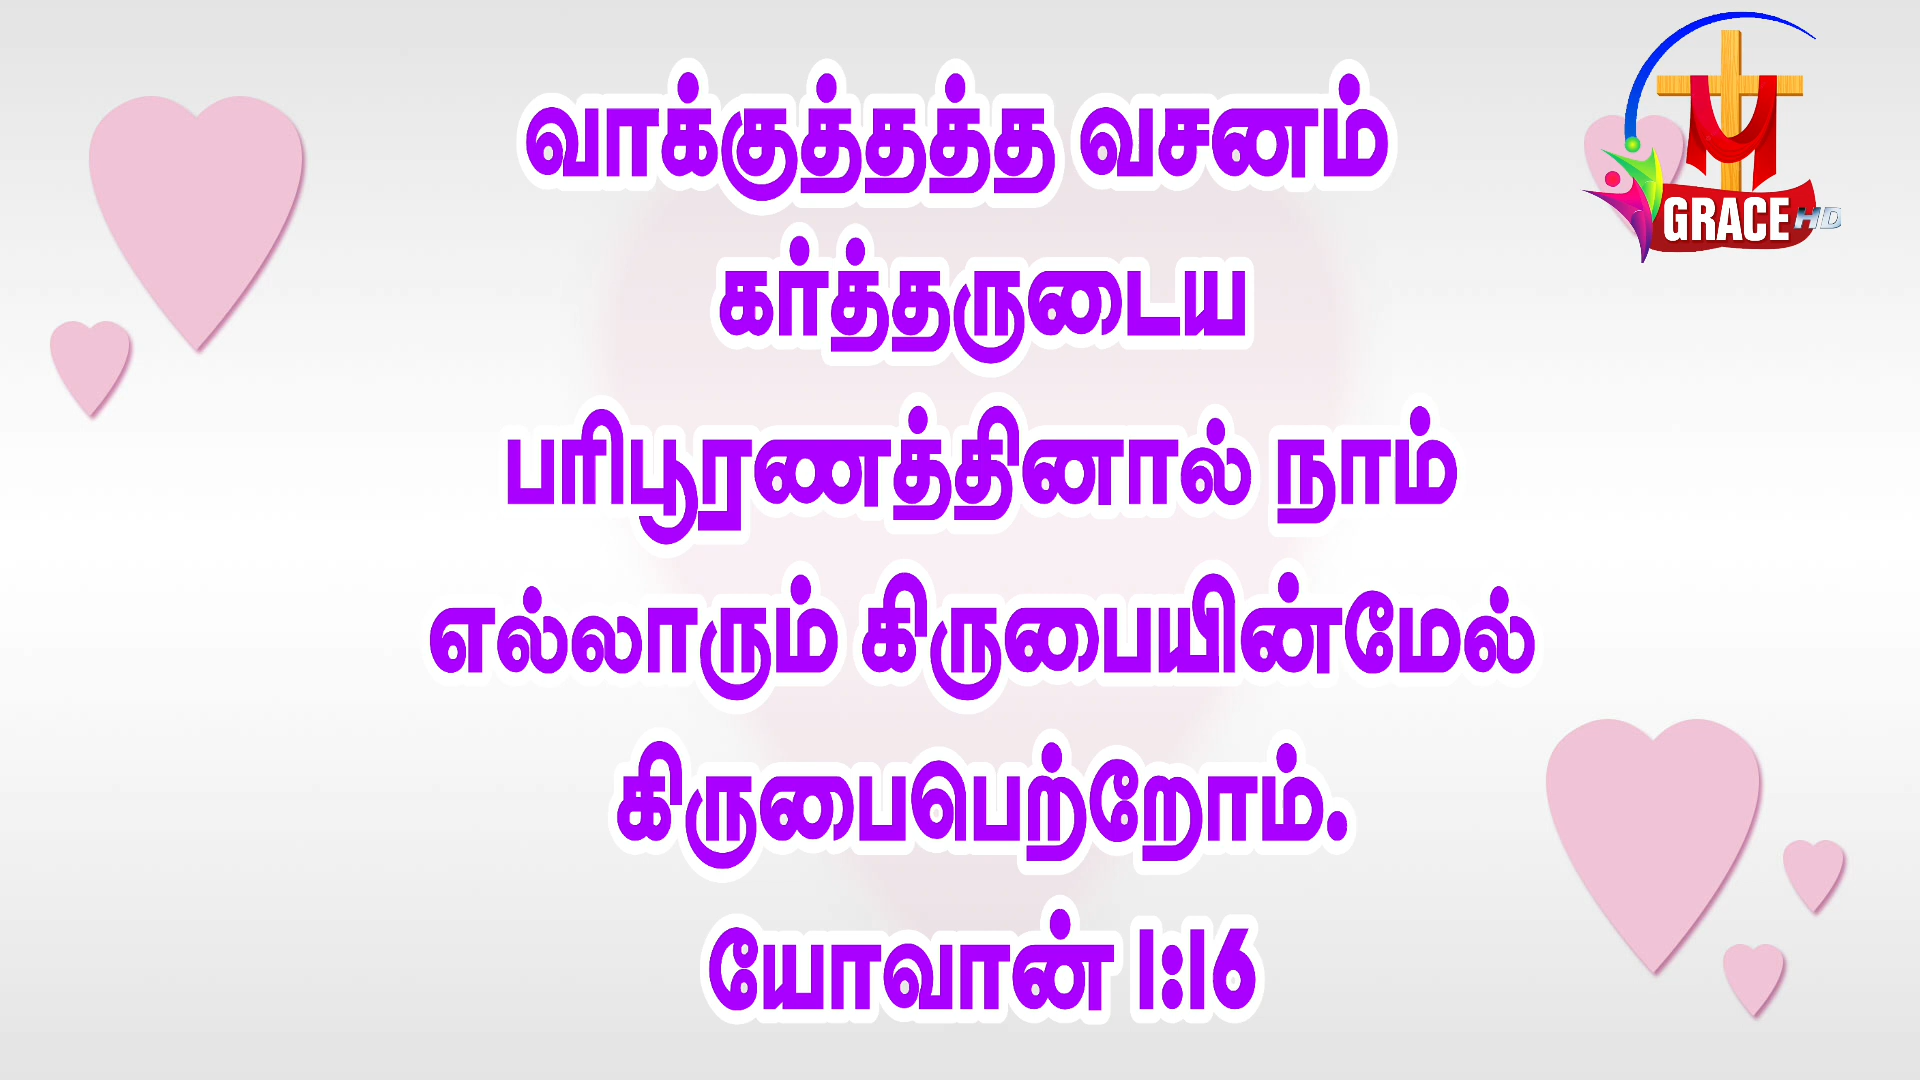 வாக்குத்தத்த வசனம்
கர்த்தருடைய
பரிபூரணத்தினால் நாம்
எல்லாரும் கிருபையின்மேல்
கிருபைபெற்றோம்.
யோவான் 1:16
GRACE HD